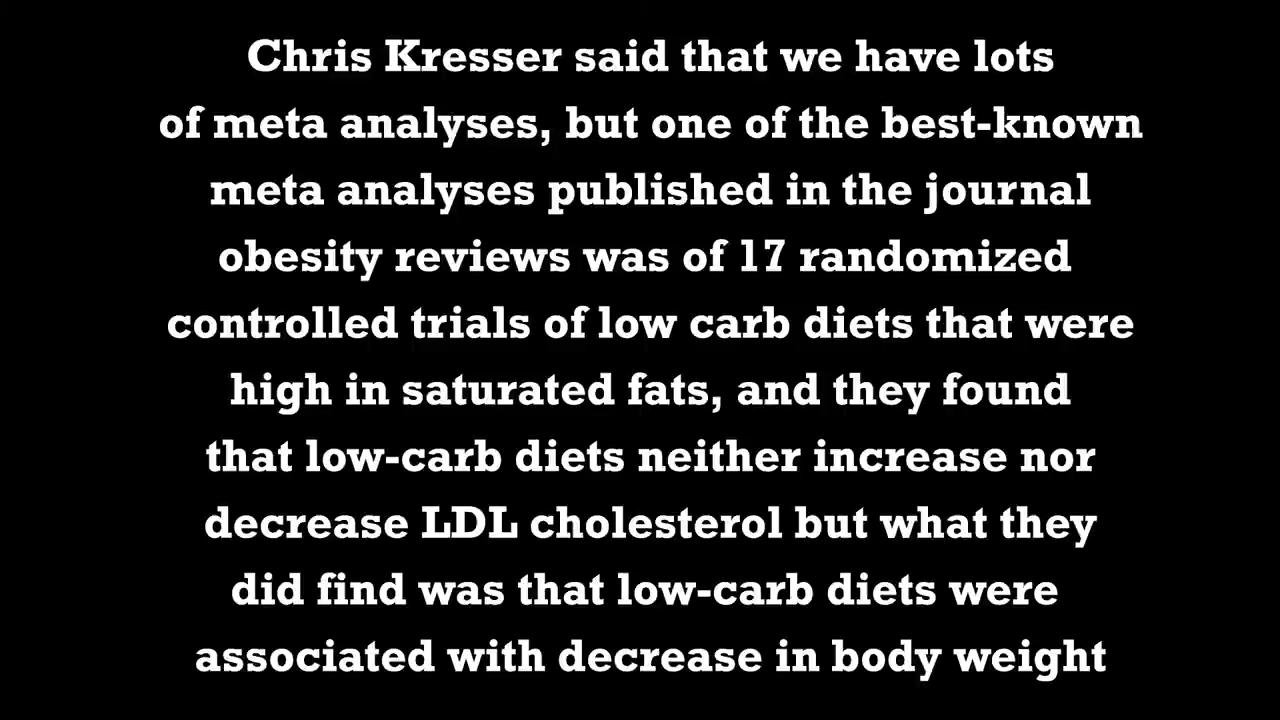 Chris Kresser said that we have lots
of meta analyses, but one of the best-known
meta analyses published in the journal
obesity reviews was of 17 randomized
controlled trials of low carb diets that were
high in saturated fats, and they found
that low-carb diets neither increase nor
decrease LDL cholesterol but what they
did find was that low-carb diets were
associated with decrease in body weight